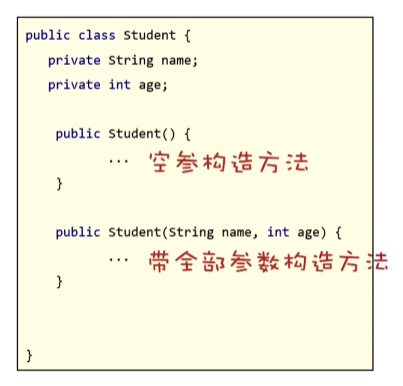 public class Student {
private String name;
private int age;
public Student() {
... 空参构造方法
}
public Student(String name, int age) {
... 带全部参数构造方法
}
}